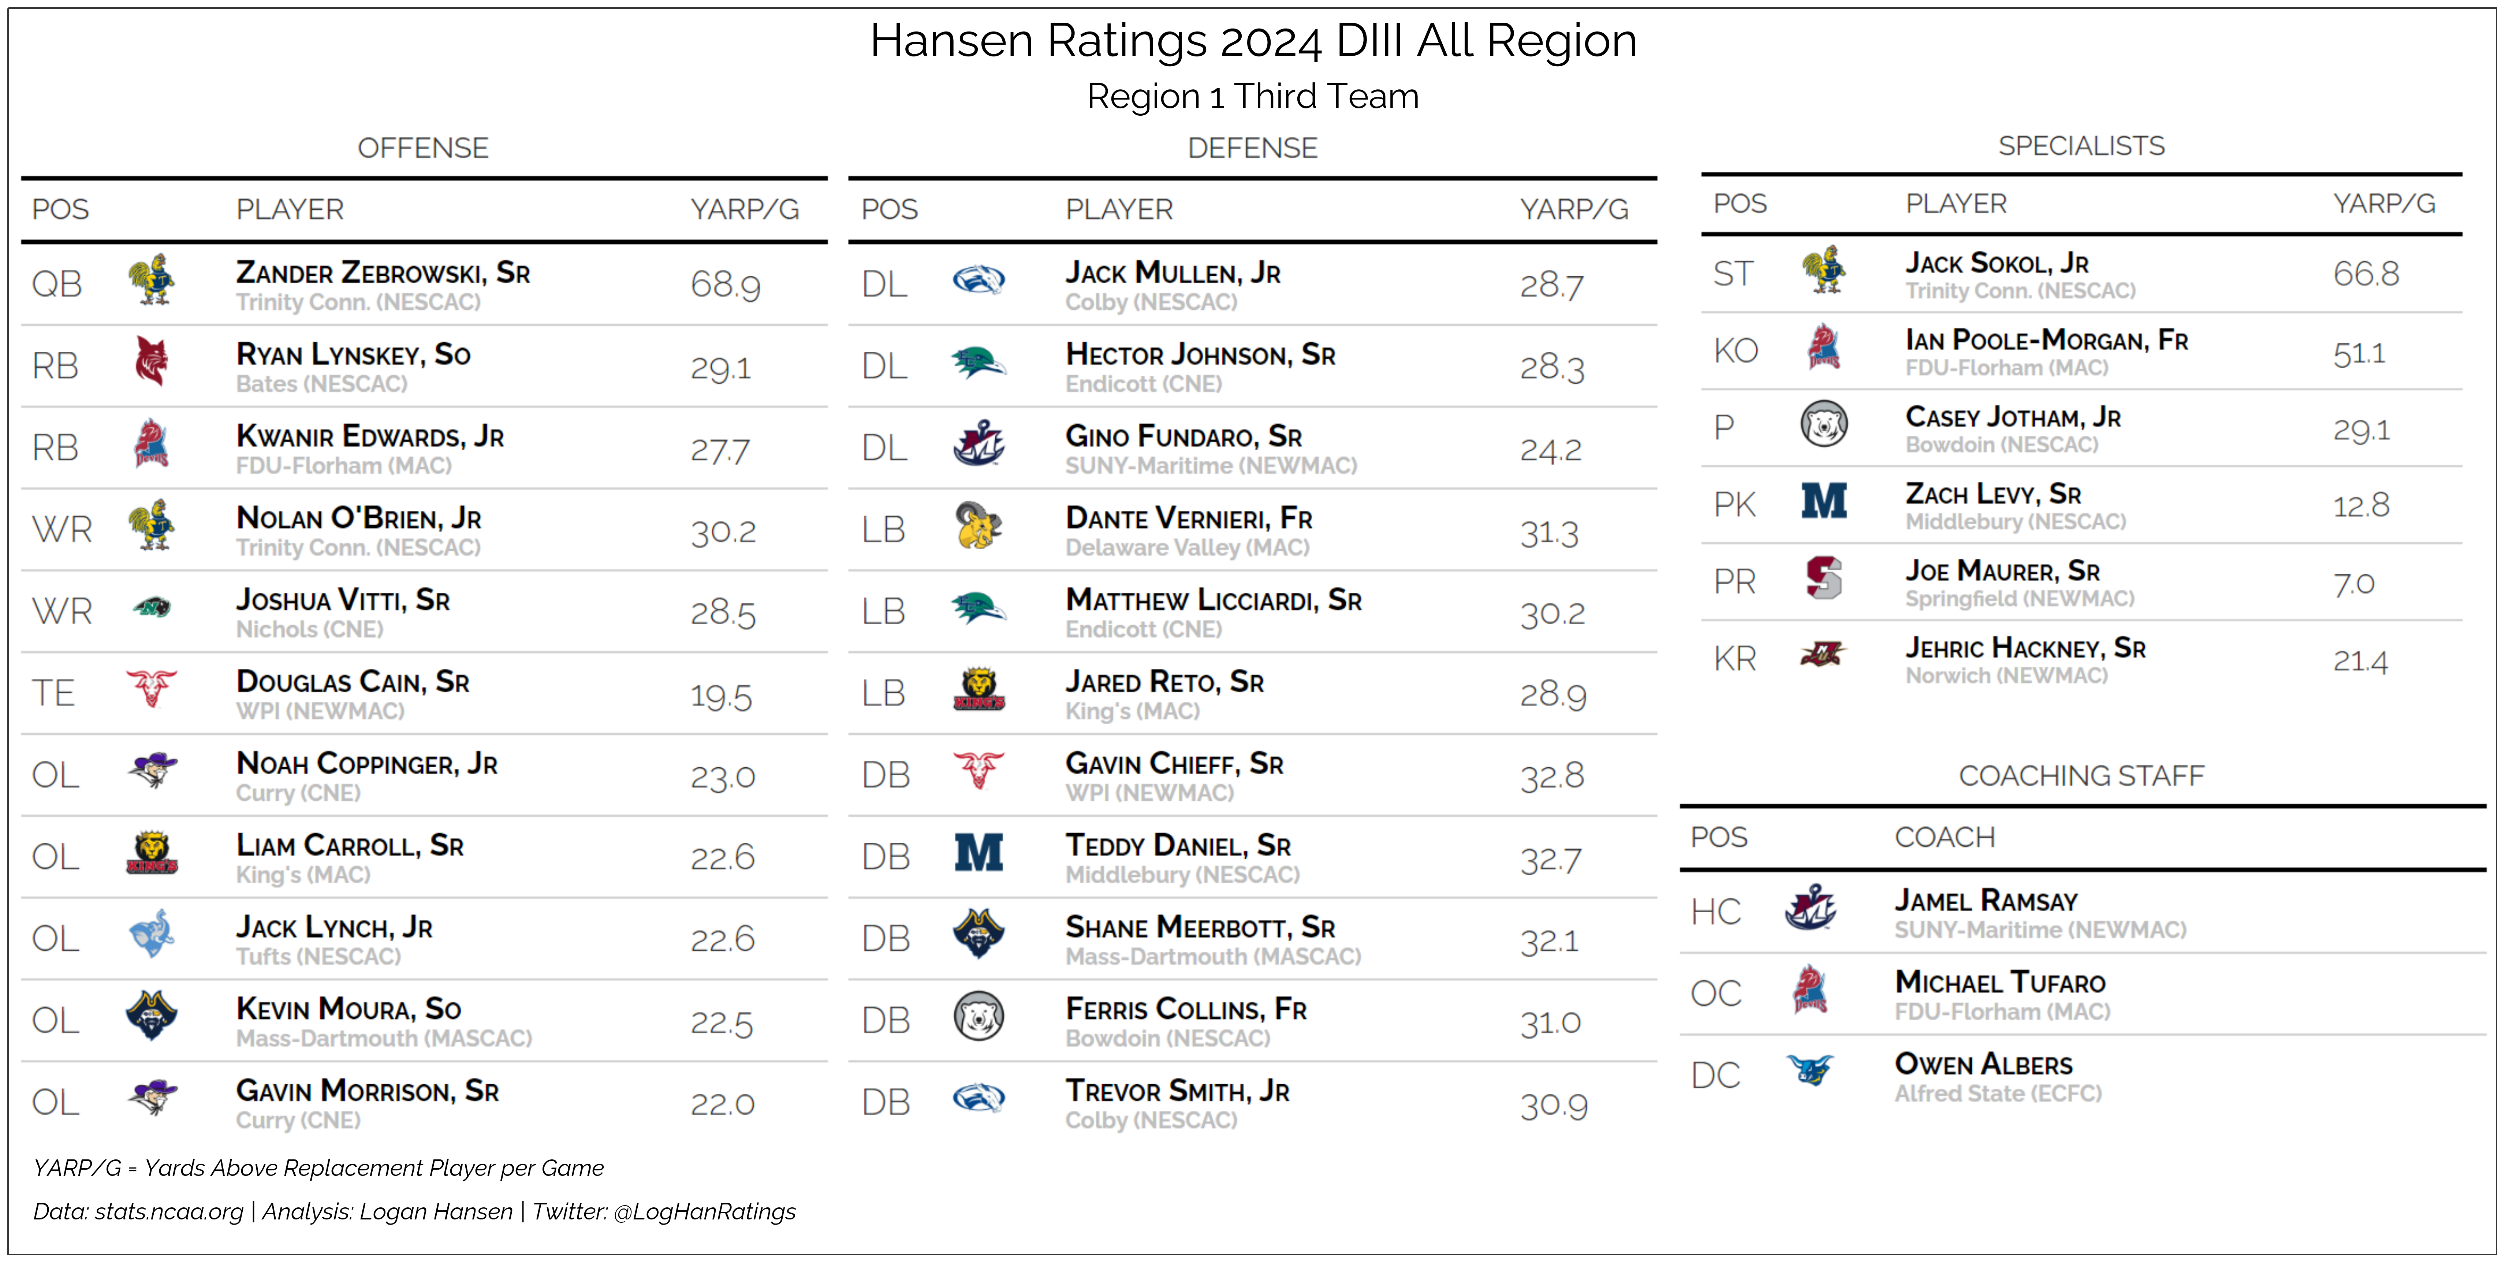 Hansen Ratings 2024 DIII All Region
Region 1 Third Team
OFFENSE
POS PLAYER YARP/G
QB ZANDER ZEBROWSKI, SR 68.9
Trinity Conn. (NESCAC)
RB RYAN LYNSKEY, SO 29.1
Bates (NESCAC)
RB KWANIR EDWARDS, JR 27.7
FDU-Florham (MAC)
WR NOLAN O'BRIEN, JR 30.2
Trinity Conn. (NESCAC)
WR JOSHUA VITTI, SR 28.5
Nichols (CNE)
TE DOUGLAS CAIN, SR 19.5
WPI (NEWMAC)
OL NOAH COPPINGER, JR 23.0
Curry (CNE)
OL LIAM CARROLL, SR 22.6
KING'S
King's (MAC)
OL JACK LYNCH, JR 22.6
Tufts (NESCAC)
OL KEVIN MOURA, SO 22.5
Mass-Dartmouth (MASCAC)
OL GAVIN MORRISON, SR 22.0
Curry (CNE)
DEFENSE
POS PLAYER YARP/G
DL JACK MULLEN, JR 28.7
Colby (NESCAC)
DL HECTOR JOHNSON, SR 28.3
Endicott (CNE)
DL GINO FUNDARO, SR 24.2
SUNY-Maritime (NEWMAC)
LB DANTE VERNIERI, FR 31.3
Delaware Valley (MAC)
LB MATTHEW LICCIARDI, SR 30.2
Endicott (CNE)
LB JARED RETO, SR 28.9
KING'S
King's (MAC)
DB GAVIN CHIEFF, SR 32.8
WPI (NEWMAC)
DB M TEDDY DANIEL, SR 32.7
Middlebury (NESCAC)
DB SHANE MEERBOTT, SR 32.1
Mass-Dartmouth (MASCAC)
DB FERRIS COLLINS, FR 31.0
Bowdoin (NESCAC)
DB TREVOR SMITH, JR 30.9
Colby (NESCAC)
SPECIALISTS
POS PLAYER YARP/G
ST JACK SOKOL, JR 66.8
Trinity Conn. (NESCAC)
KO IAN POOLE-MORGAN, FR 51.1
FDU-Florham (MAC)
P CASEY JOTHAM, JR 29.1
Bowdoin (NESCAC)
PK M ZACH LEVY, SR 12.8
Middlebury (NESCAC)
PR S JOE MAURER, SR 7.0
Springfield (NEWMAC)
KR JEHRIC HACKNEY, SR 21.4
Norwich (NEWMAC)
COACHING STAFF
POS COACH
HC JAMEL RAMSAY
SUNY-Maritime (NEWMAC)
OC MICHAEL TUFARO
FDU-Florham (MAC)
DC OWEN ALBERS
Alfred State (ECFC)
YARP/G = Yards Above Replacement Player per Game
Data: stats.ncaa.org | Analysis: Logan Hansen | Twitter: @LogHanRatings